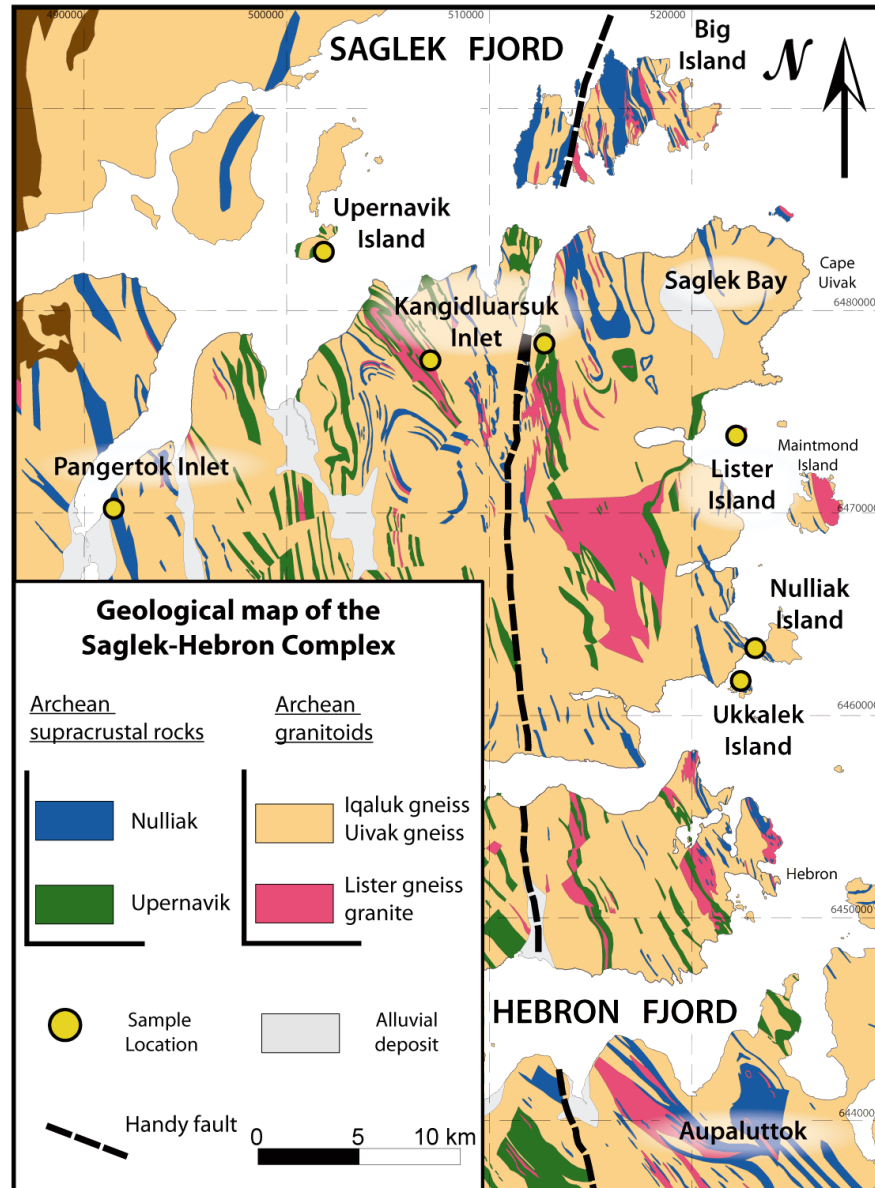 490000
500000
510000
520000
SAGLEK FJORD
Big
Island
N
Upernavik
Island
Kangidluarsuk
Inlet
Saglek Bay
Cape
Uivak
6480000
Pangertok Inlet
Lister
Island
Maintmond
Island
6470000
Nulliak
Island
Ukkalek
Island
6460000
Hebron
6450000
HEBRON FJORD
6440000
Aupaluttok
Geological map of the
Saglek-Hebron Complex
Archean
supracrustal rocks
Archean
granitoids
Nulliak
Iqaluk gneiss
Uivak gneiss
Upernavik
Lister gneiss
granite
Sample
Location
Alluvial
deposit
Handy fault
0 5 10 km